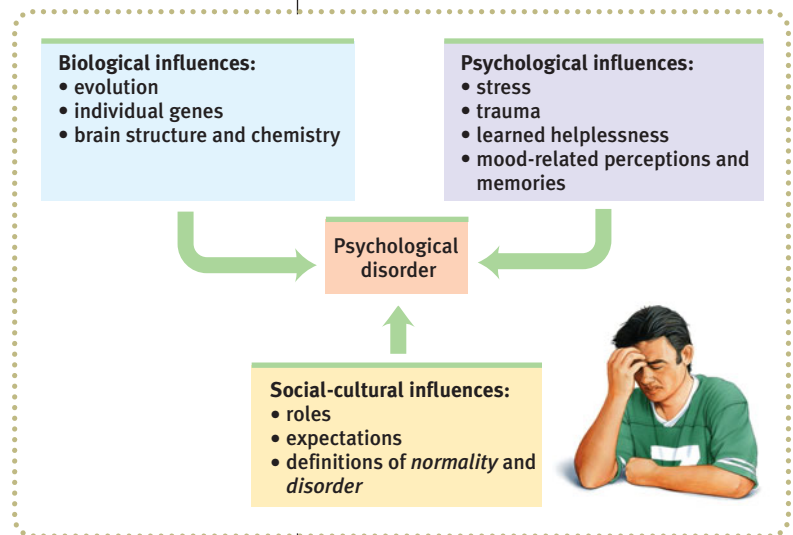 Biological influences:
• evolution
• individual genes
• brain structure and chemistry
Psychological influences:
• stress
• trauma
• learned helplessness
• mood-related perceptions and
memories
Psychological
disorder
Social-cultural influences:
• roles
• expectations
• definitions of normality and
disorder
7